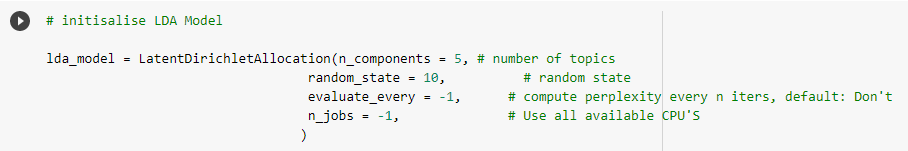 # initisalise LDA Model
lda_model = LatentDirichletAllocation(n_components = 5, # number of topics
random_state = 10, # random state
evaluate_every = -1, # compute perplexity every n iters, default: Don't
n_jobs = -1, # Use all available CPU'S
)